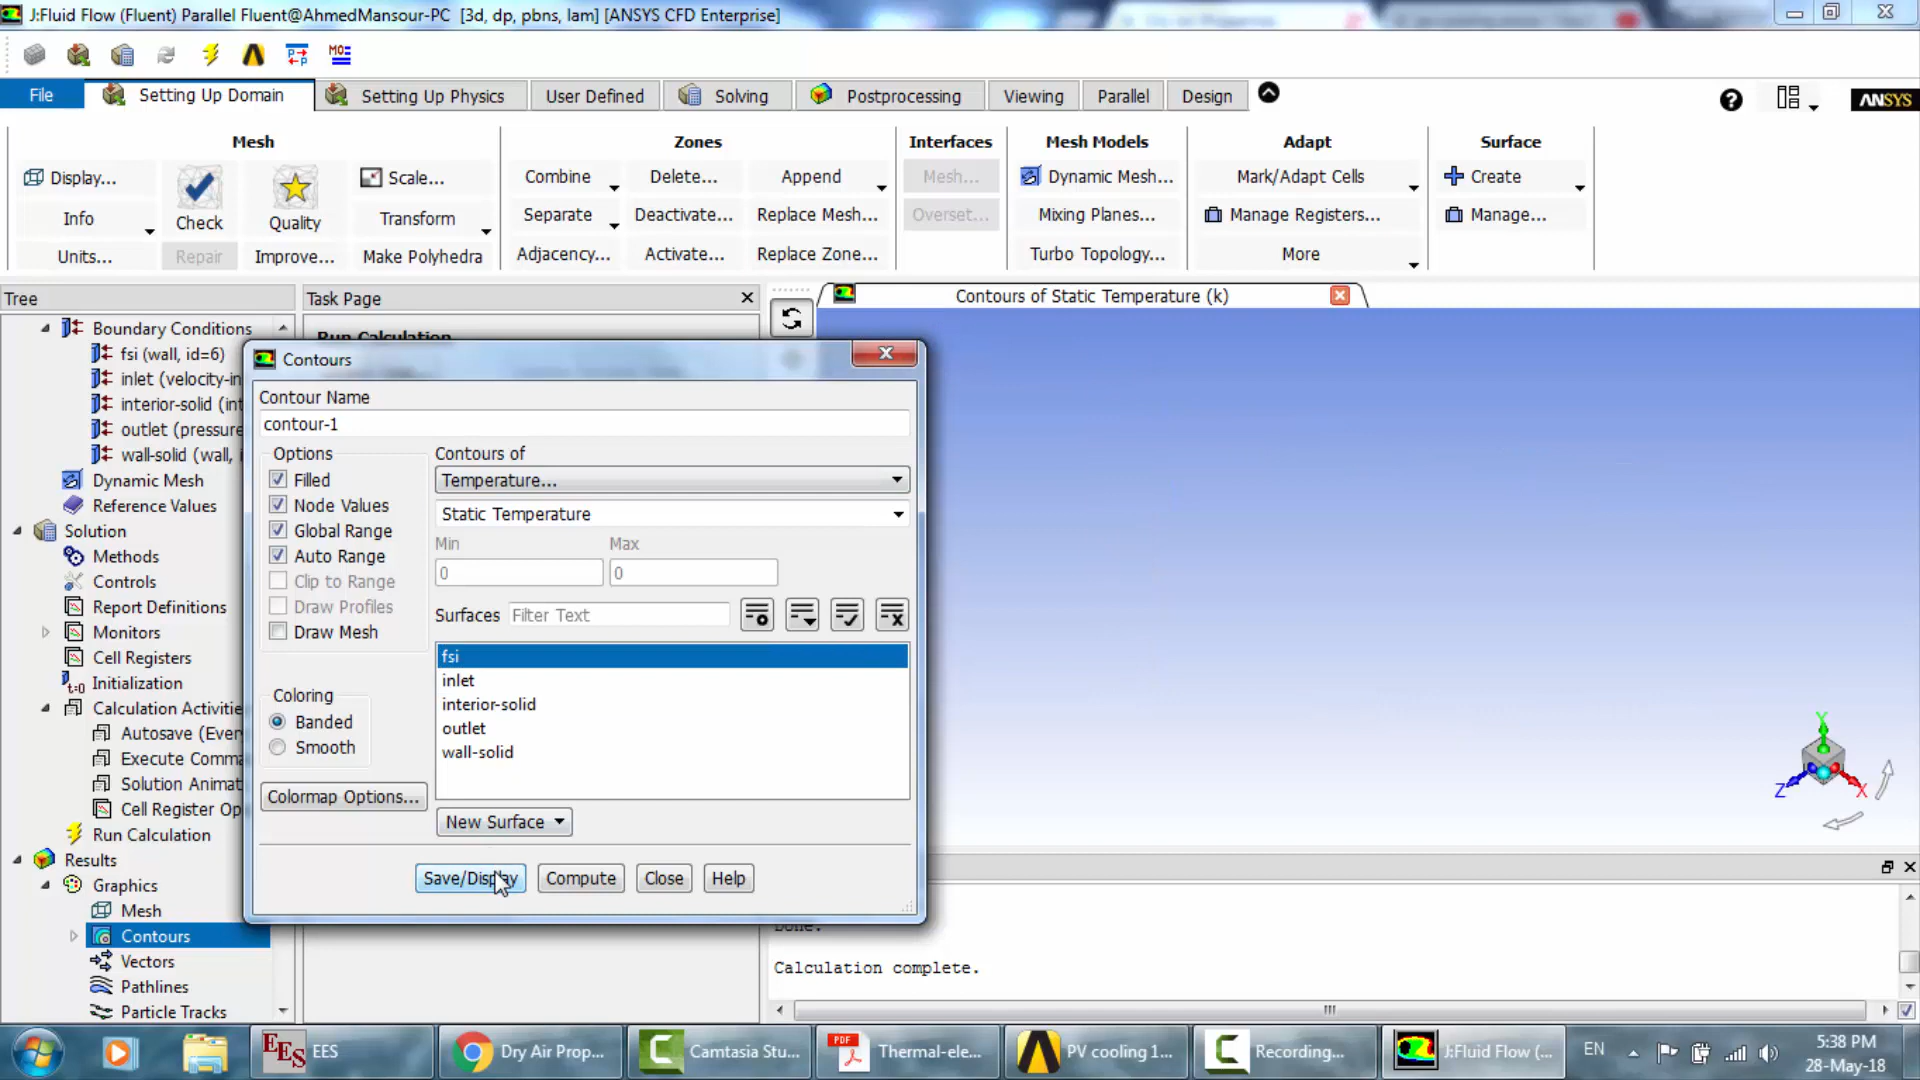 J:Fluid Flow (Fluent) Parallel Fluent@AhmedMansour-PC [3d, dp, pbns, lam] [ANSYS CFD Enterprise]
File
Setting Up Domain
Setting Up Physics
User Defined
Solving
Postprocessing
Viewing
Parallel
Design
ANSYS
Mesh
Zones
Interfaces
Mesh Models
Adapt
Surface
Display...
Info
Units...
Check
Repair
Quality
Improve...
Scale...
Transform
Make Polyhedra
Combine
Separate
Adjacency...
Delete...
Deactivate...
Activate...
Append
Replace Mesh...
Replace Zone...
Mesh...
Overset...
Dynamic Mesh...
Mixing Planes...
Turbo Topology...
Mark/Adapt Cells
Manage Registers...
More
Create
Manage...
Tree
Boundary Conditions
fsi (wall, id=6)
inlet (velocity-in
interior-solid (int
outlet (pressure
wall-solid (wall, i
Dynamic Mesh
Reference Values
Solution
Methods
Controls
Report Definitions
Monitors
Cell Registers
Initialization
Calculation Activitie
Autosave (Every
Execute Comma
Solution Animat
Cell Register Op
Run Calculation
Results
Graphics
Mesh
Contours
Vectors
Pathlines
Particle Tracks
Task Page
Run Calculation
Contours
Contour Name
contour-1
Options
Filled
Node Values
Global Range
Auto Range
Clip to Range
Draw Profiles
Draw Mesh
Coloring
Banded
Smooth
Colormap Options...
Contours of
Temperature...
Static Temperature
Min
Max
0
0
Surfaces
Filter Text
fsi
inlet
interior-solid
outlet
wall-solid
New Surface
Save/Display
Compute
Close
Help
Contours of Static Temperature (k)
Y
Z
X
Done.
Calculation complete.
EES
EES
Dry Air Prop...
Camtasia Stu...
PDF
Thermal-ele...
PV cooling 1...
Recording...
J:Fluid Flow (...
EN
5:38 PM
28-May-18